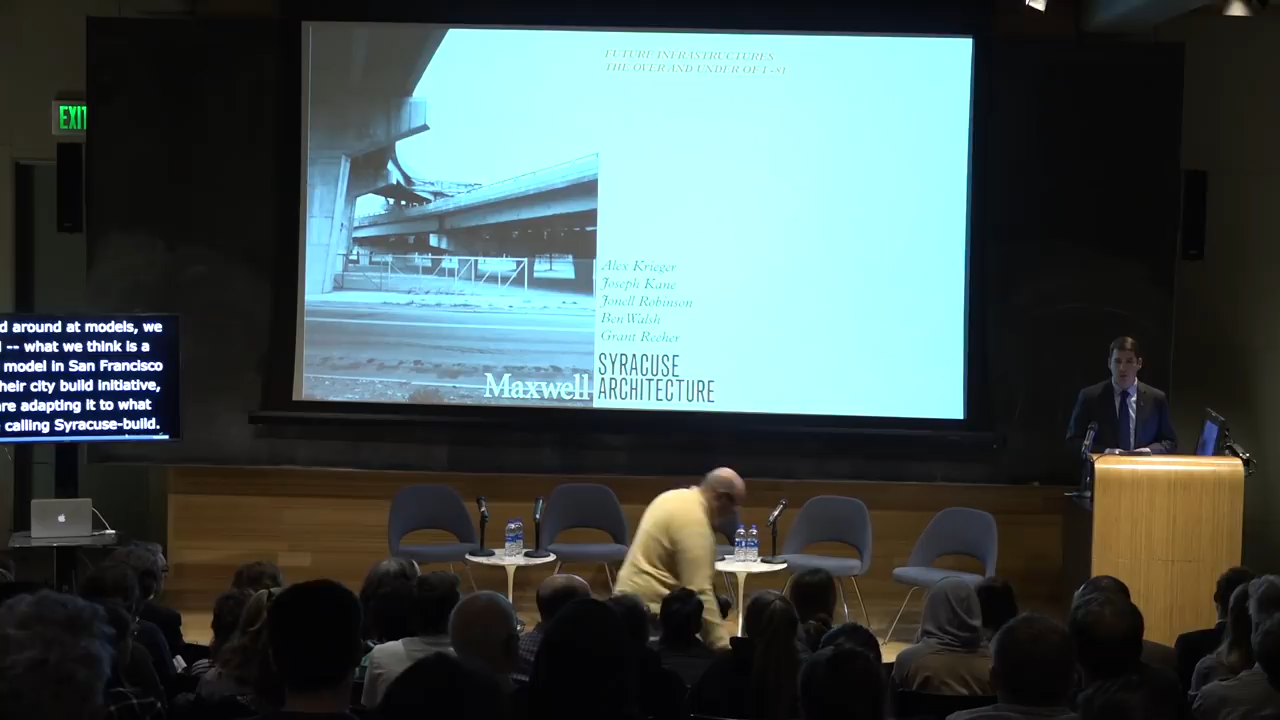 EXIT
FUTURE INFRASTRUCTURES
THE OVER AND UNDER OF I-81
Alex Krieger
Joseph Kane
Jonell Robinson
Ben Walsh
Grant Reeher
Maxwell
SYRACUSE
ARCHITECTURE
d around at models, we
-- what we think is a
model in San Francisco
heir city build initiative,
re adapting it to what
calling Syracuse-build.